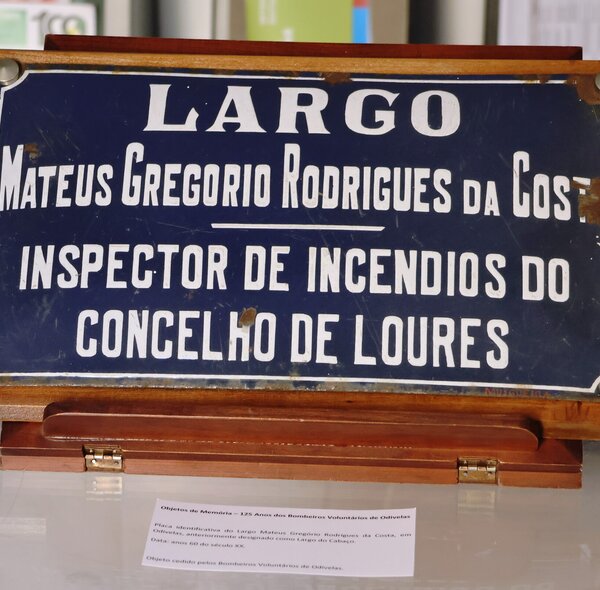 LARGO
MATEUS GREGORIO RODRIGUES DA COST
INSPECTOR DE INCENDIOS DO
CONCELHO DE LOURES
Objetos de Memória – 125 Anos dos Bombeiros Voluntários de Odivelas
Placa identificativa do Largo Mateus Gregório Rodrigues da Costa, em
Odivelas, anteriormente designado como Largo do Cabaço.
Data: anos 60 do século XX.
Objeto cedido pelos Bombeiros Voluntários de Odivelas.